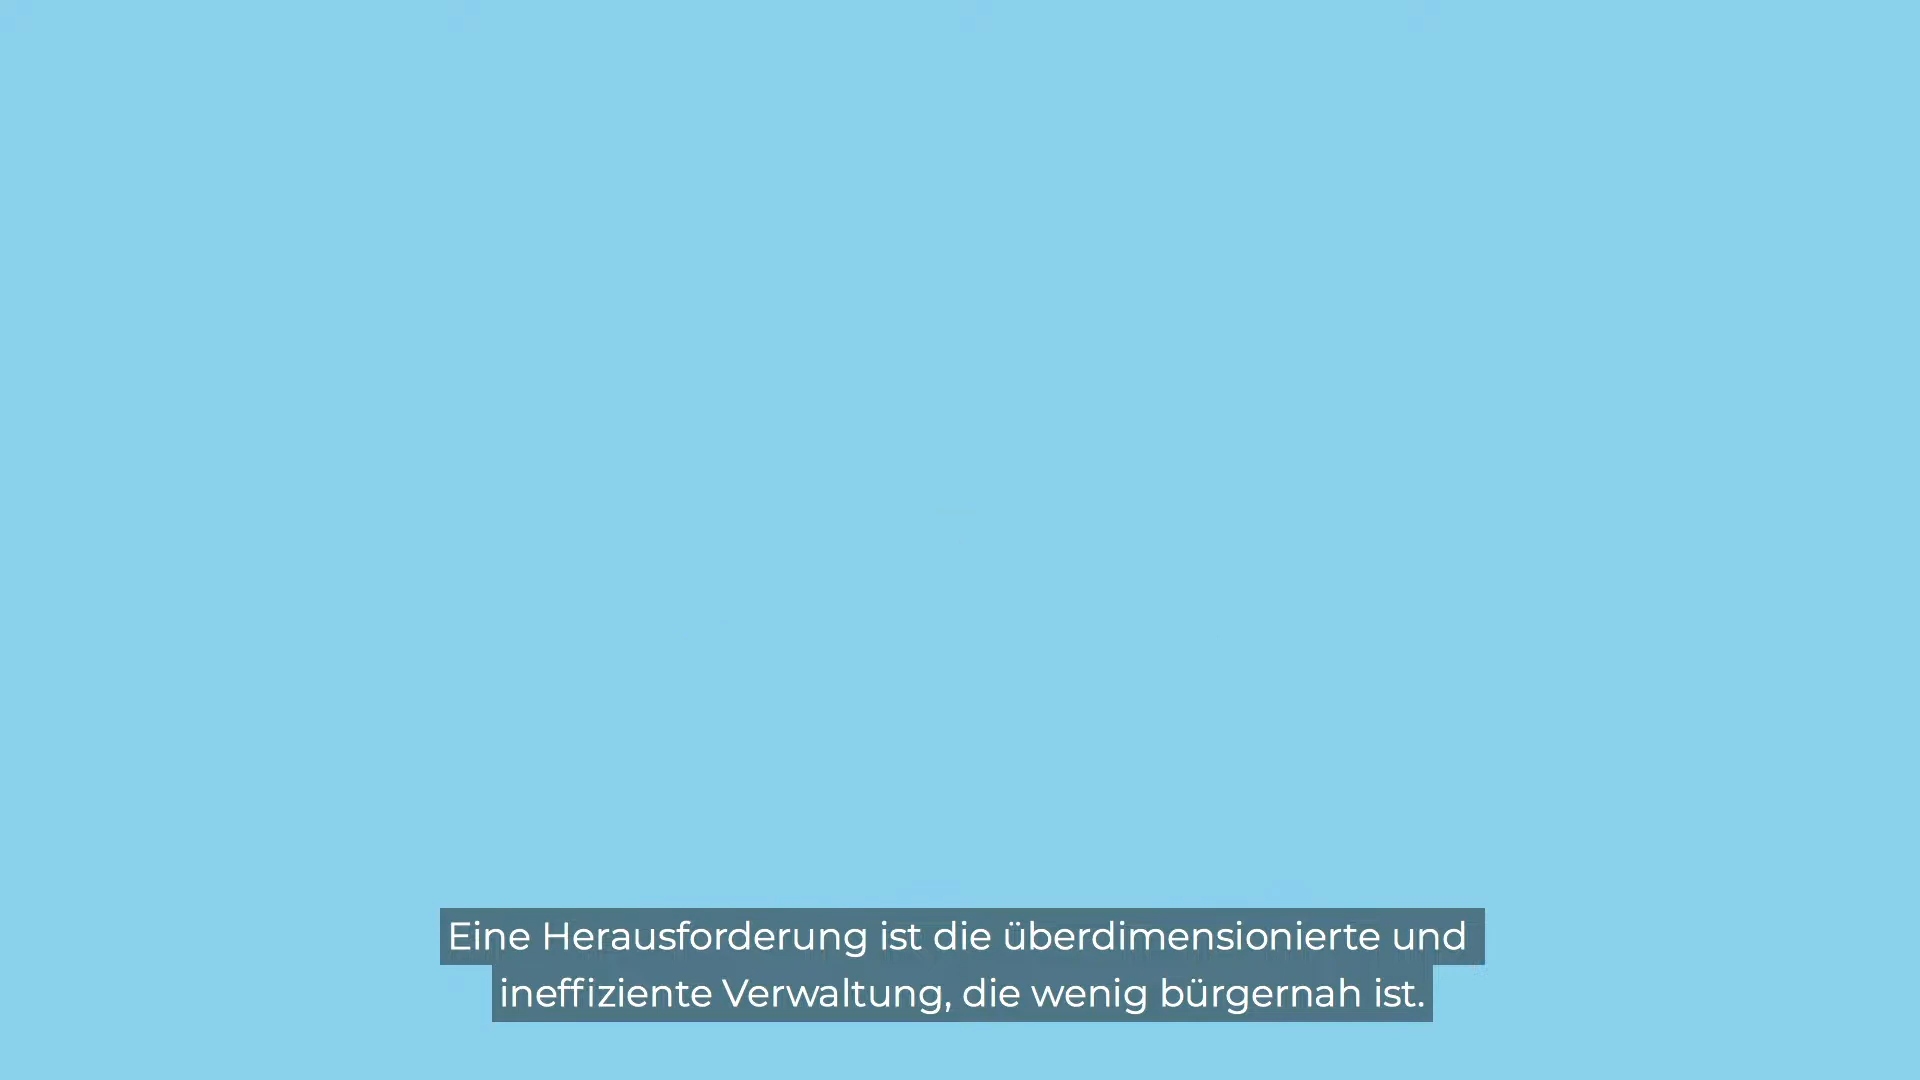 Eine Herausforderung ist die überdimensionierte und
ineffiziente Verwaltung, die wenig bürgernah ist.